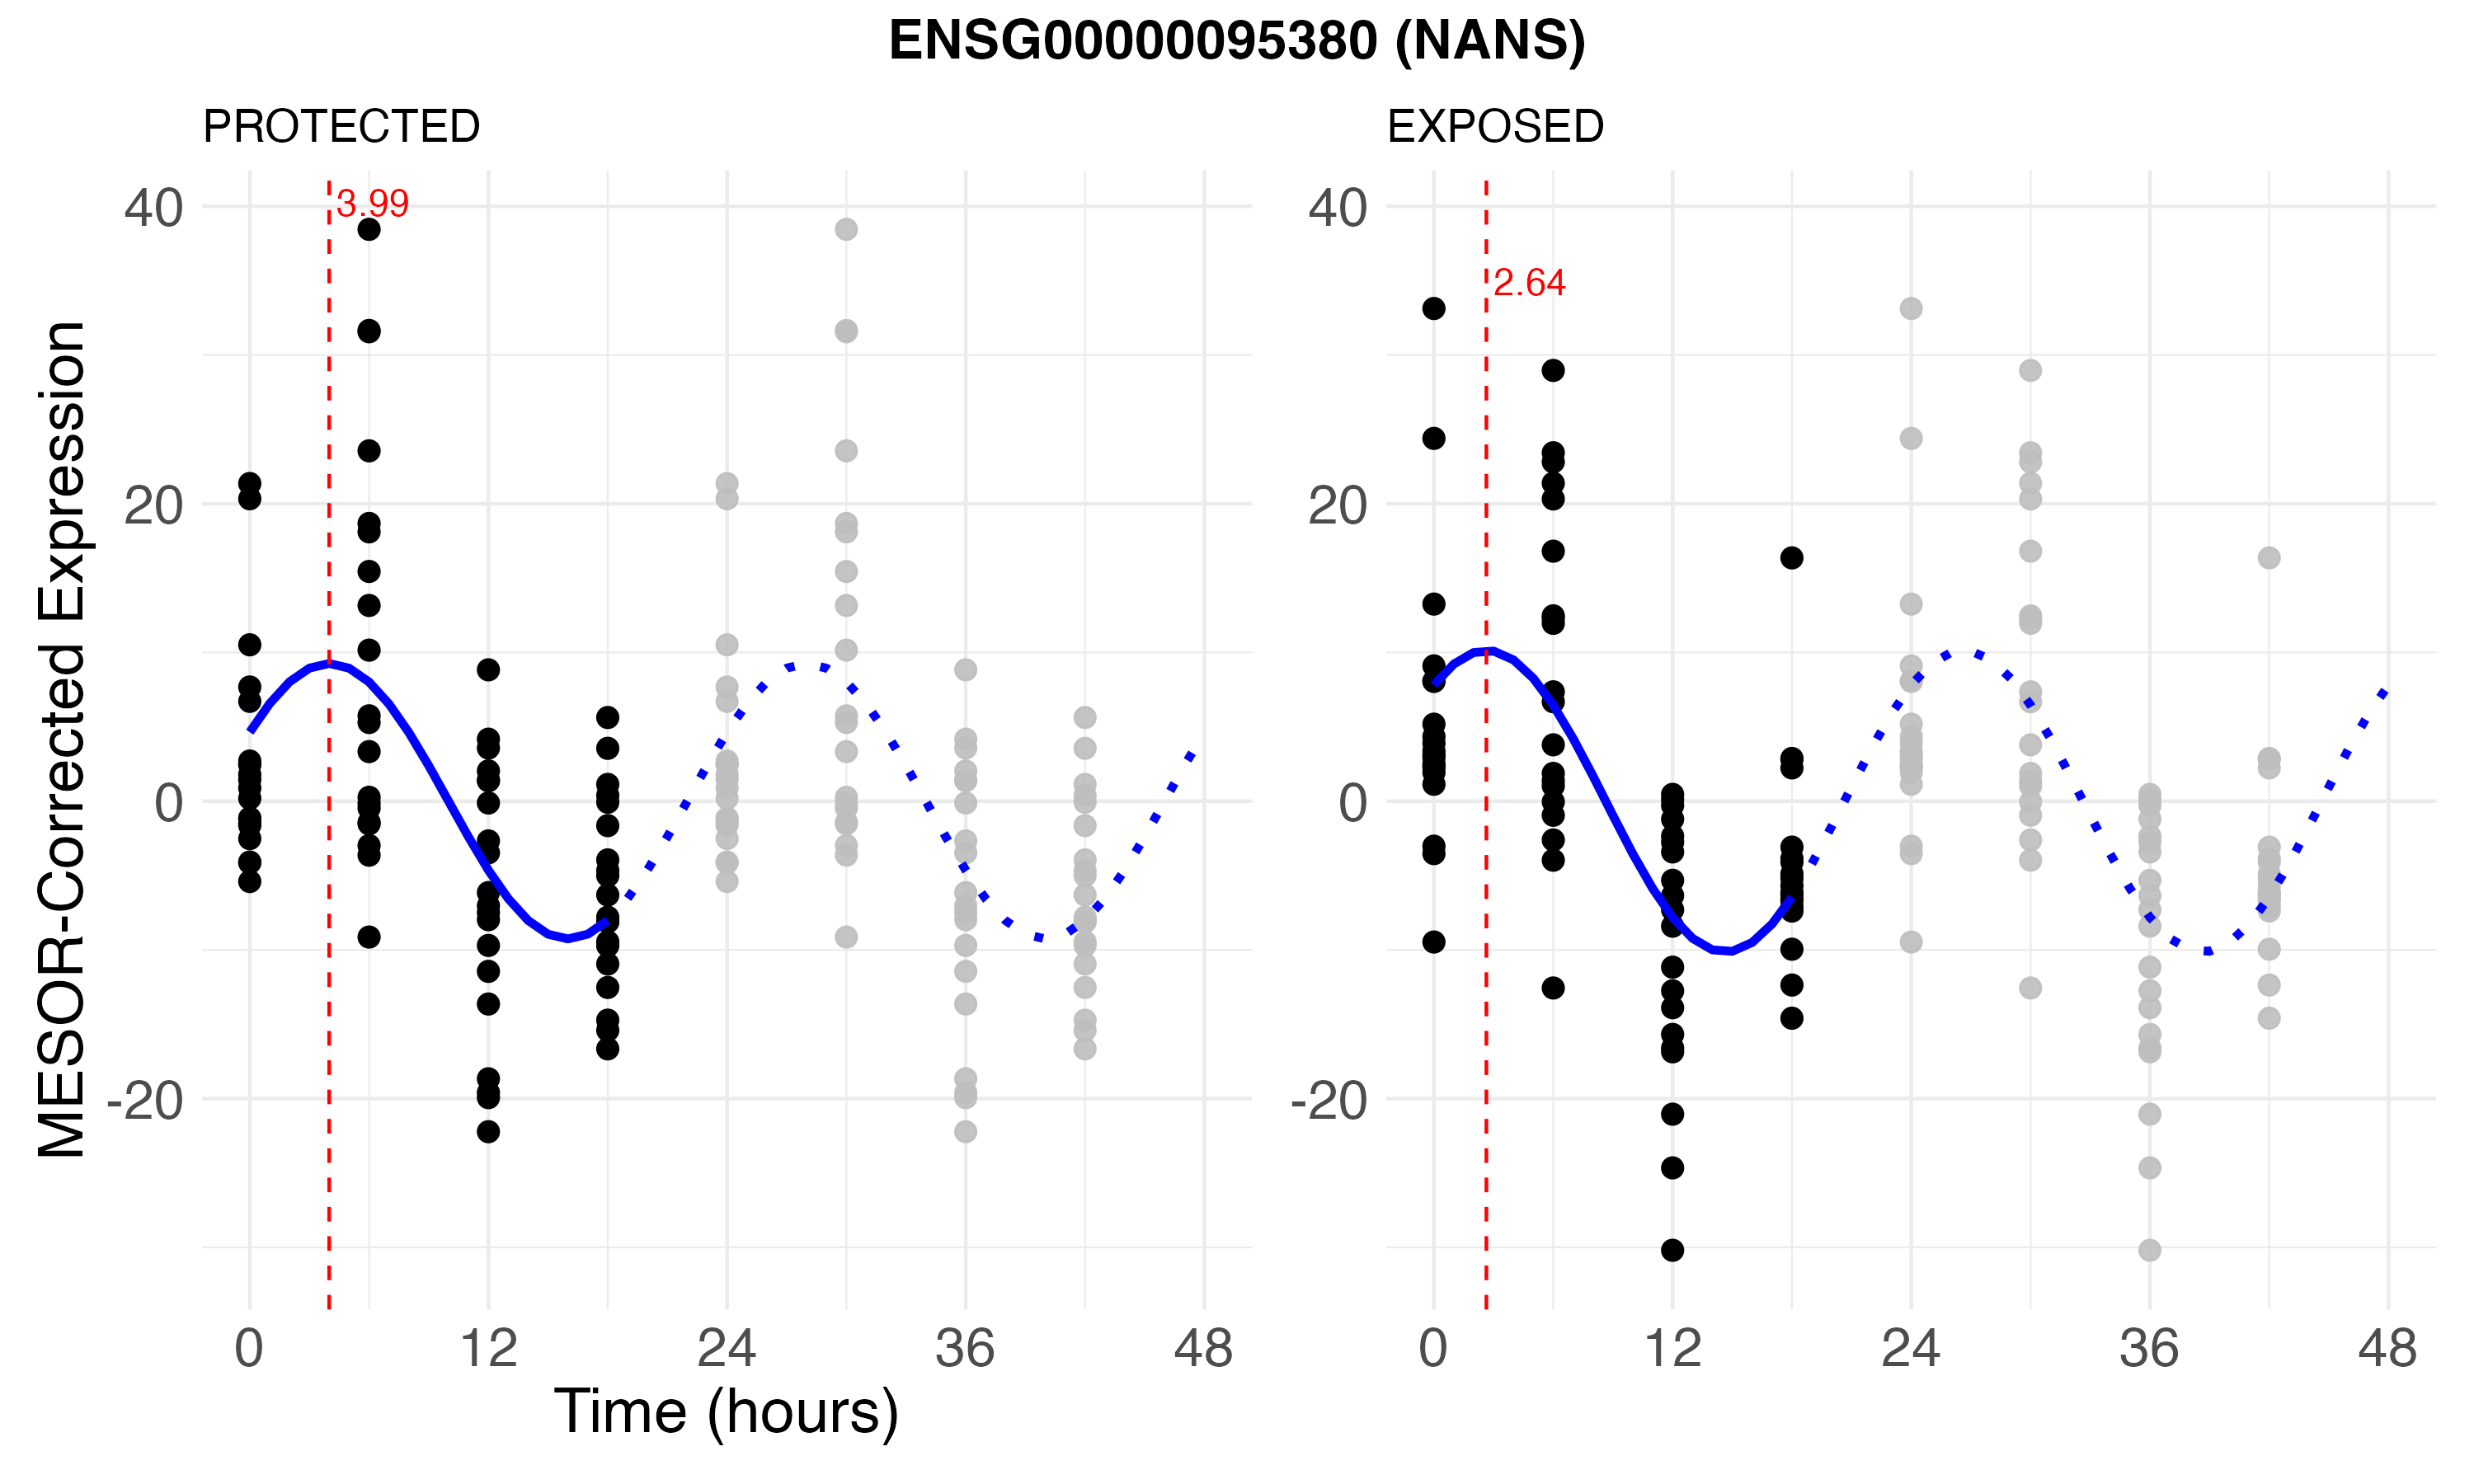 ENSG00000095380 (NANS)
PROTECTED
EXPOSED
MESOR-Corrected Expression
40
20
0
-20
3.99
0 12 24 36 48
40
20
0
-20
2.64
0 12 24 36 48
Time (hours)